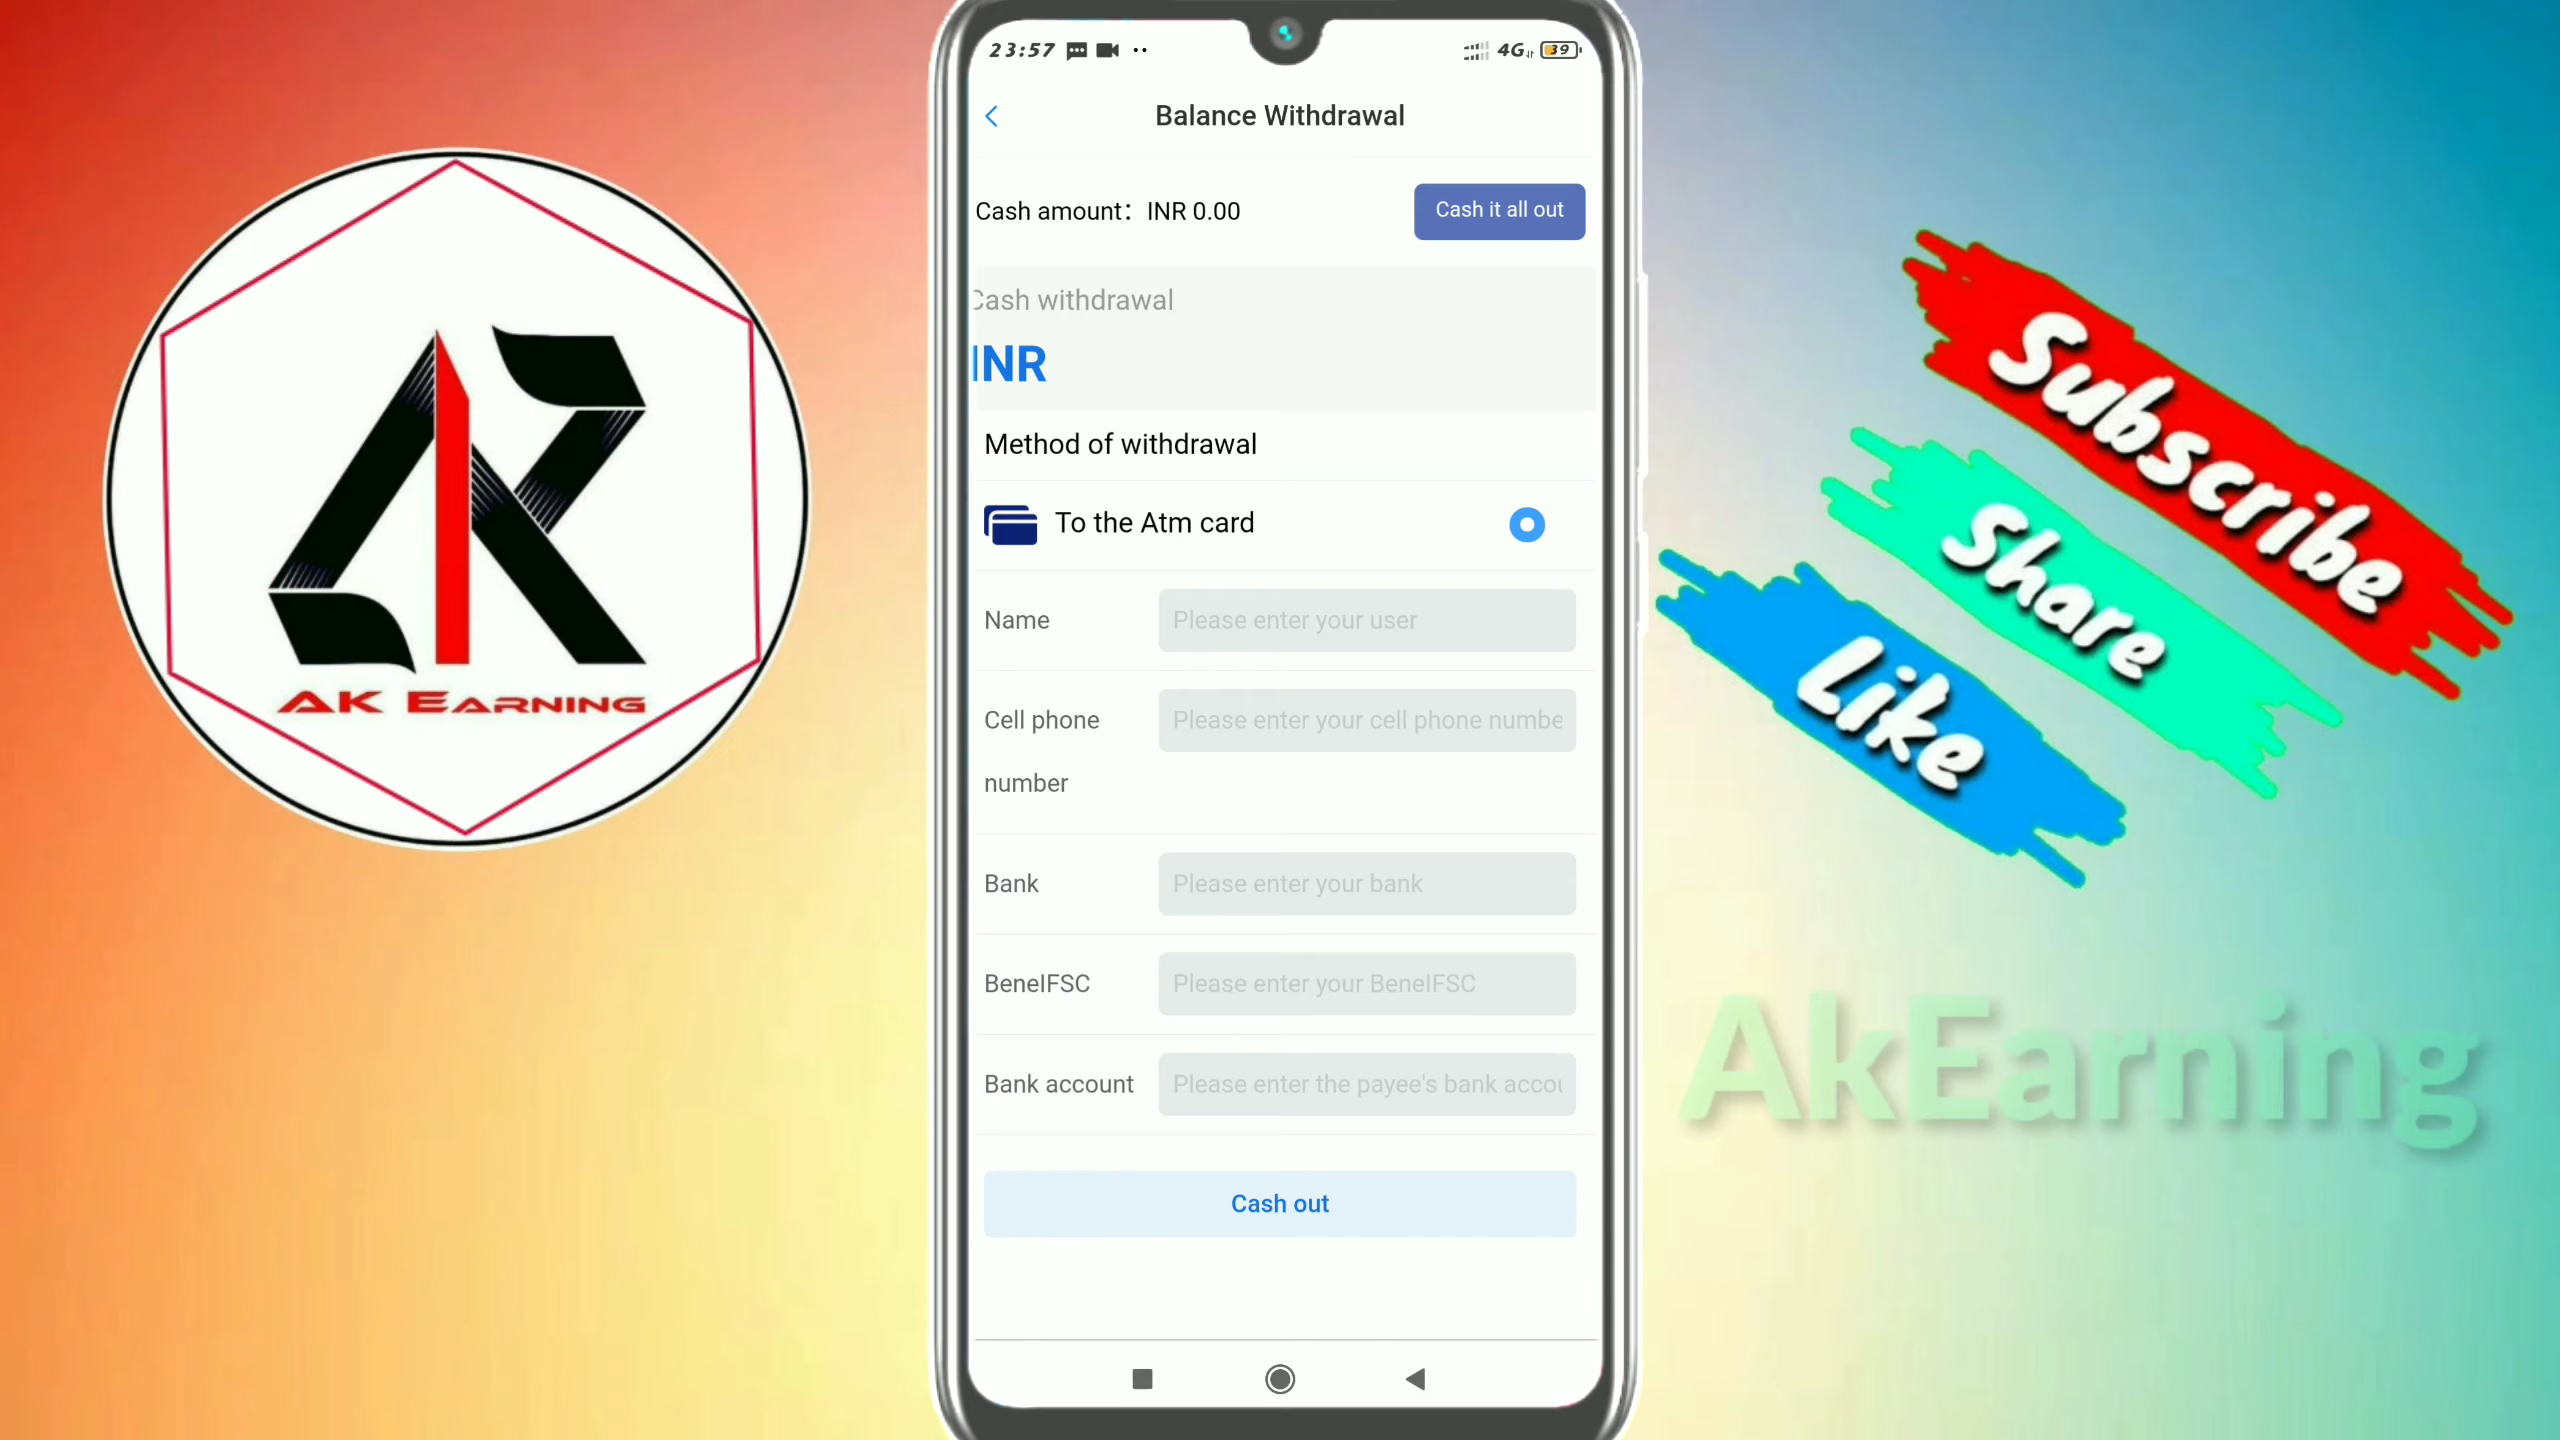 23:57
4G
39
Balance Withdrawal
Cash amount： INR 0.00
Cash it all out
Cash withdrawal
INR
Method of withdrawal
To the Atm card
Name
Please enter your user
Cell phone number
Please enter your cell phone numbe
Bank
Please enter your bank
BeneIFSC
Please enter your BeneIFSC
Bank account
Please enter the payee's bank accou
Cash out
AK Earning
Subscribe
Share
Like
AkEarning